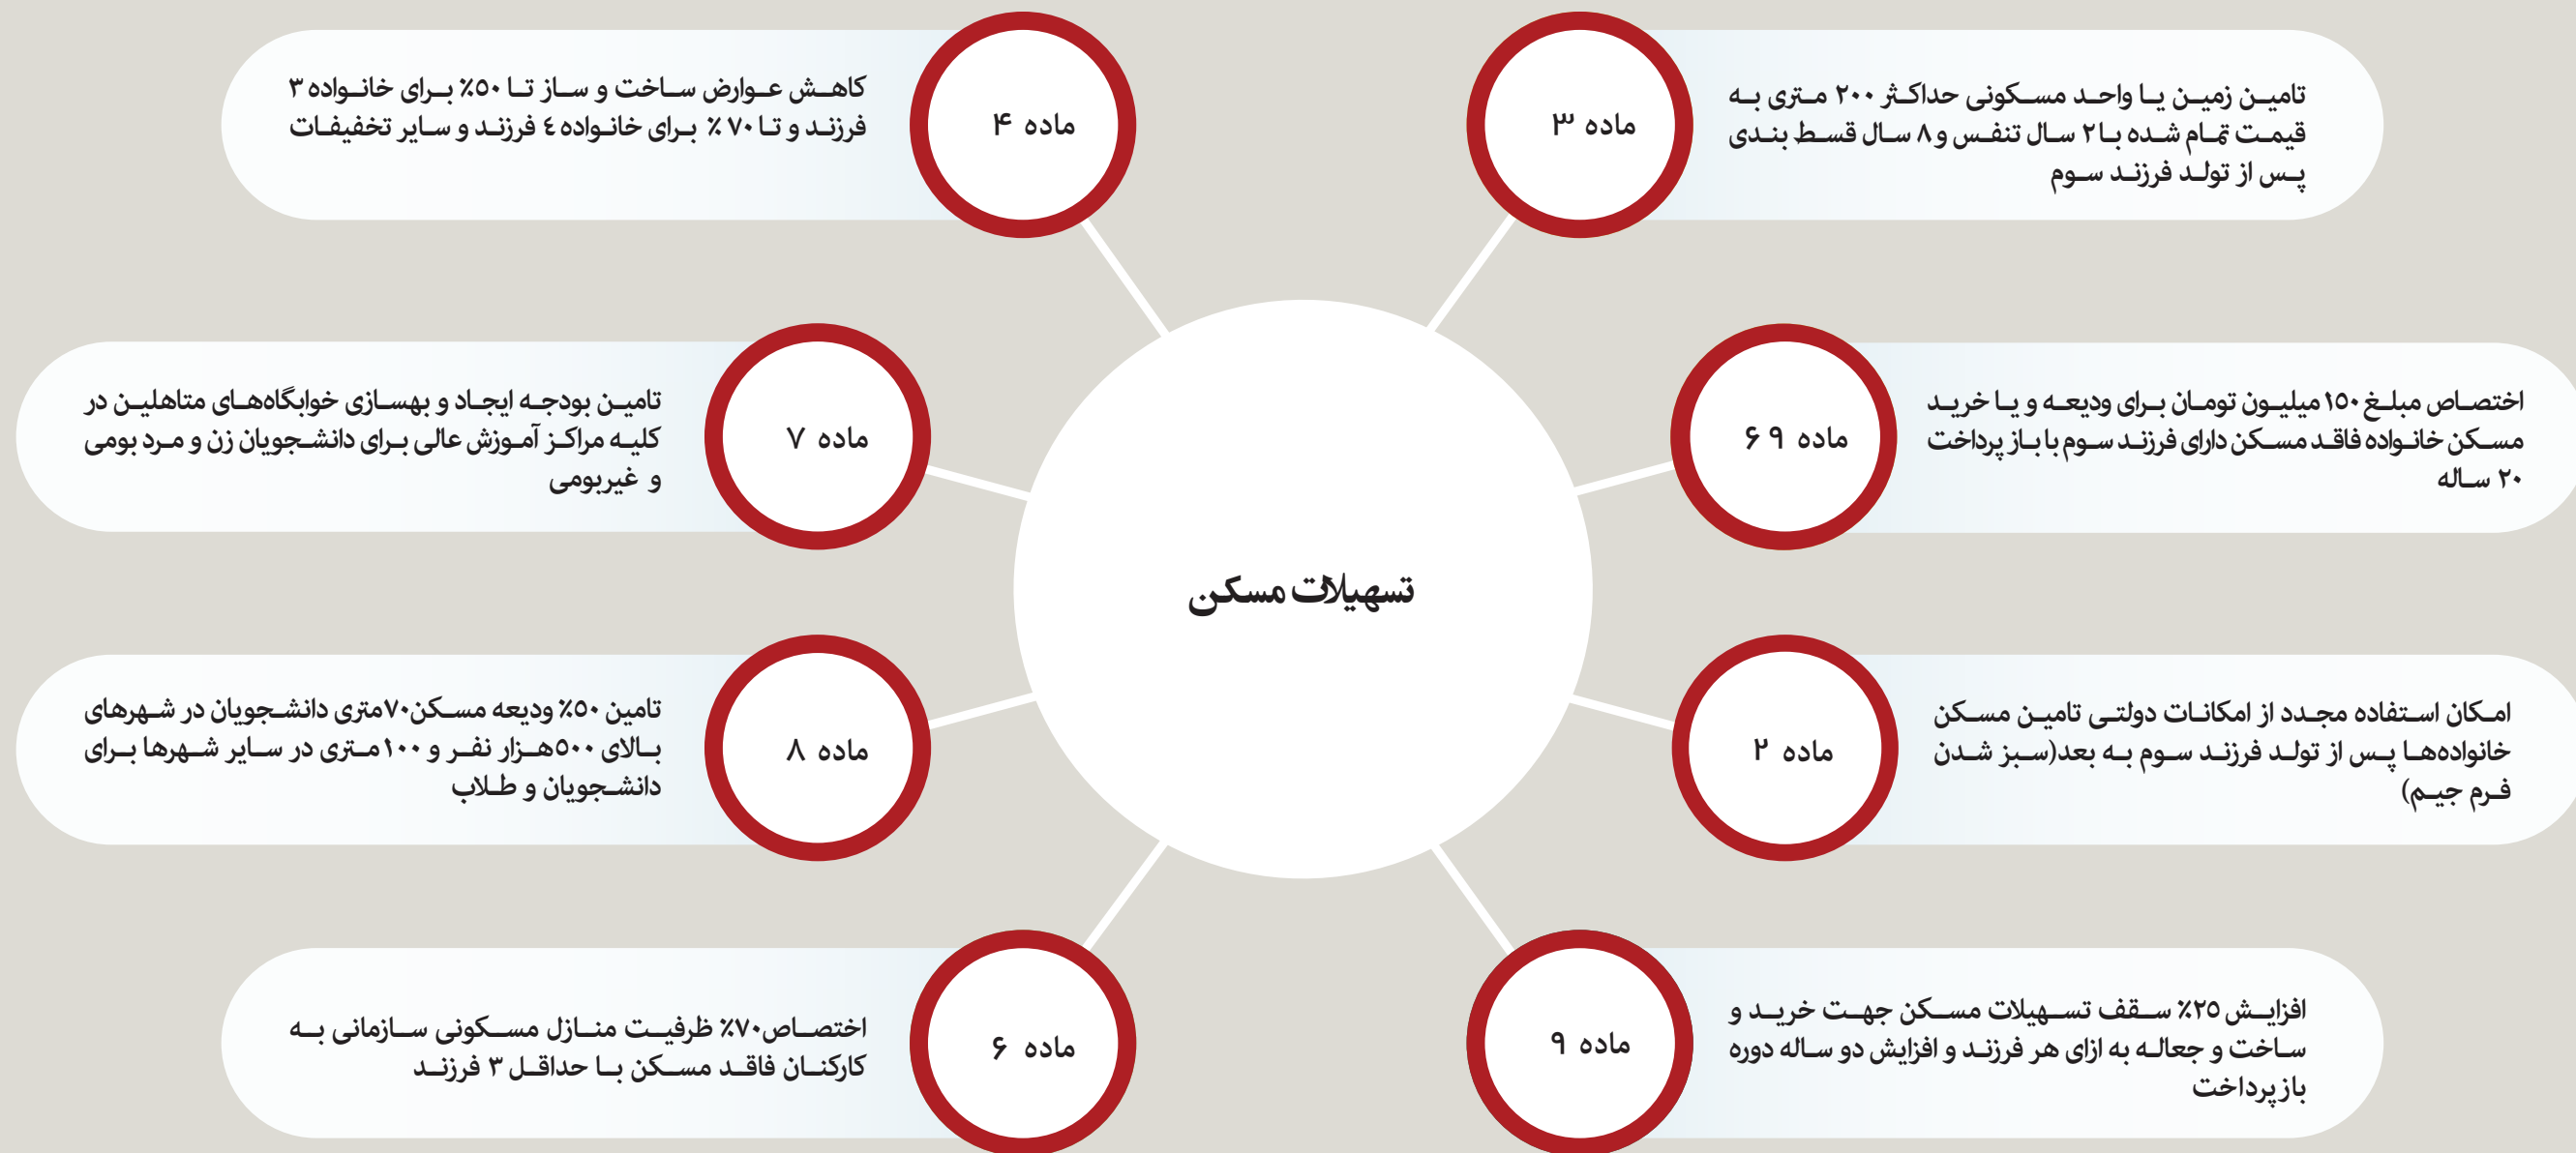 تسهیلات مسکن
ماده ۳
تامین زمین یا واحد مسکونی حداکثر ۲۰۰ متری به
قیمت تمام شده با ۲ سال تنفس و ۸ سال قسط بندی
پس از تولد فرزند سوم
ماده ۴
کاهش عوارض ساخت و ساز تا ۵۰٪ برای خانواده ۳
فرزند و تا ۷۰ ٪ برای خانواده ٤ فرزند و سایر تخفیفات
ماده ۶۹
اختصاص مبلغ ۱۵۰ میلیون تومان برای ودیعه و یا خرید
مسکن خانواده فاقد مسکن دارای فرزند سوم با باز پرداخت
۲۰ ساله
ماده ۷
تامین بودجه ایجاد و بهسازی خوابگاه‌های متاهلین در
کلیه مراکز آموزش عالی برای دانشجویان زن و مرد بومی
و غیربومی
ماده ۲
امکان استفاده مجدد از امکانات دولتی تامین مسکن
خانواده‌ها پس از تولد فرزند سوم به بعد(سبز شدن
فرم جیم)
ماده ۸
تامین ۵۰٪ ودیعه مسکن۷۰متری دانشجویان در شهرهای
بالای ۵۰۰هزار نفر و ۱۰۰ متری در سایر شهرها برای
دانشجویان و طلاب
ماده ۹
افزایش ۲۵٪ سقف تسهیلات مسکن جهت خرید و
ساخت و جعاله به ازای هر فرزند و افزایش دو ساله دوره
بازپرداخت
ماده ۶
اختصاص۷۰٪ ظرفیت منازل مسکونی سازمانی به
کارکنان فاقد مسکن با حداقل ۳ فرزند